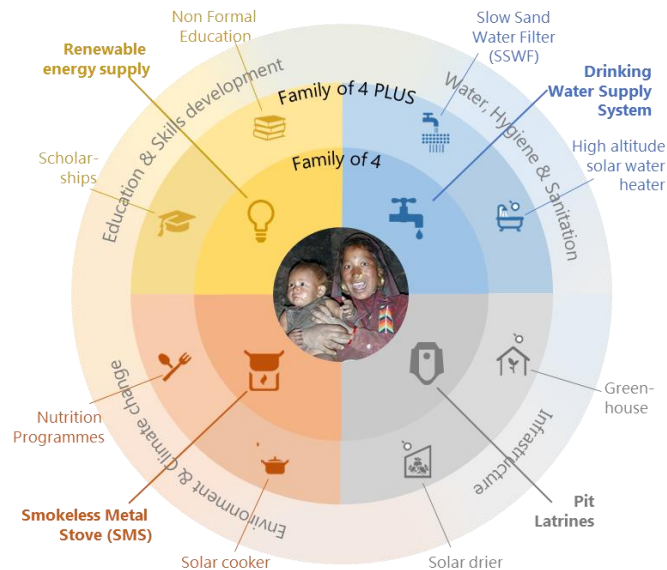 Non Formal
Education
Renewable
energy supply
Slow Sand
Water Filter
(SSWF)
Drinking
Water Supply
System
Education & Skills development
Family of 4 PLUS
Water, Hygiene & Sanitation
Scholar-
ships
Family of 4
High altitude
solar water
heater
Nutrition
Programmes
Green-
house
Environment & Climate change
Infrastructure
Smokeless Metal
Stove (SMS)
Pit
Latrines
Solar cooker
Solar drier